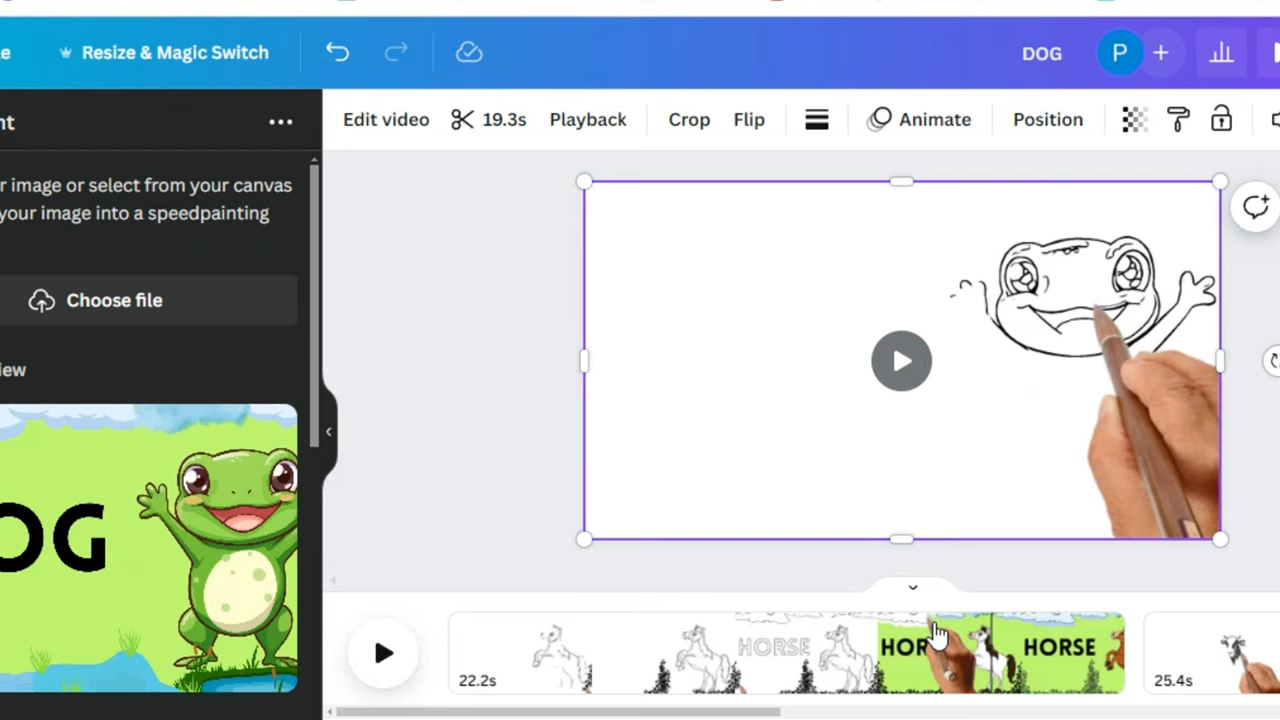 e
Resize & Magic Switch
DOG
P
nt
Edit video
19.3s
Playback
Crop
Flip
Animate
Position
r image or select from your canvas
your image into a speedpainting
Choose file
iew
OG
HORSE
HOR
HORSE
22.2s
25.4s